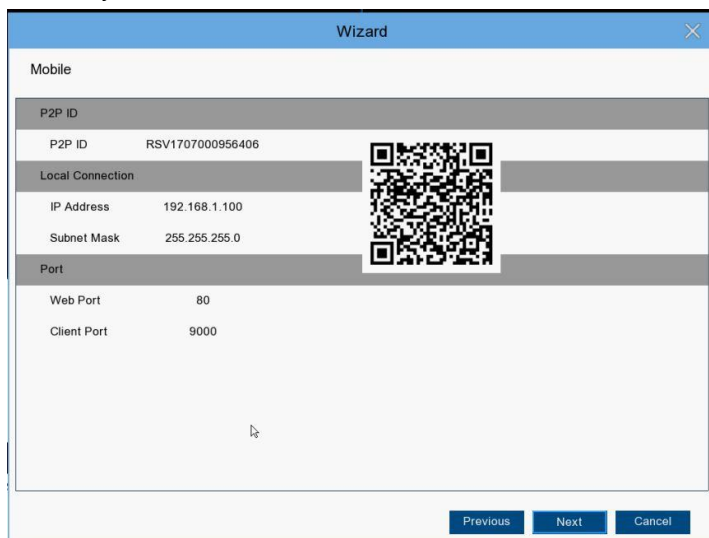 Wizard
Mobile
P2P ID
P2P ID RSV1707000956406
Local Connection
IP Address 192.168.1.100
Subnet Mask 255.255.255.0
Port
Web Port 80
Client Port 9000
Previous Next Cancel